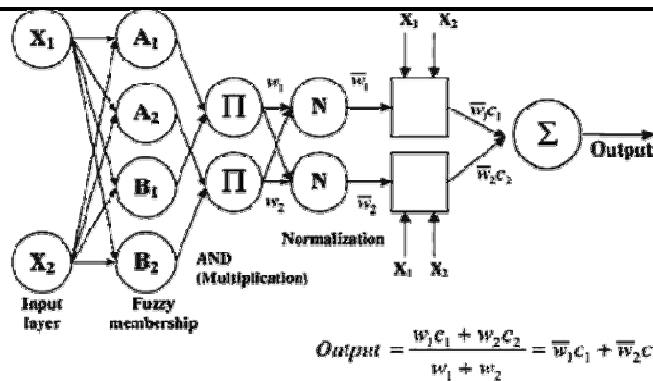 X₁ A₁ X₁ X₂
w₁ w̅₁
Π N
A₂ w̅₁c₁
Σ
Output
B₁ Π N w̅₂c₂
w₂ w̅₂
Normalization
X₂ B₂ AND X₁ X₂
(Multiplication)
Input Fuzzy
layer membership
Output = w₁c₁ + w₂c₂ / w₁ + w₂ = w̅₁c₁ + w̅₂c